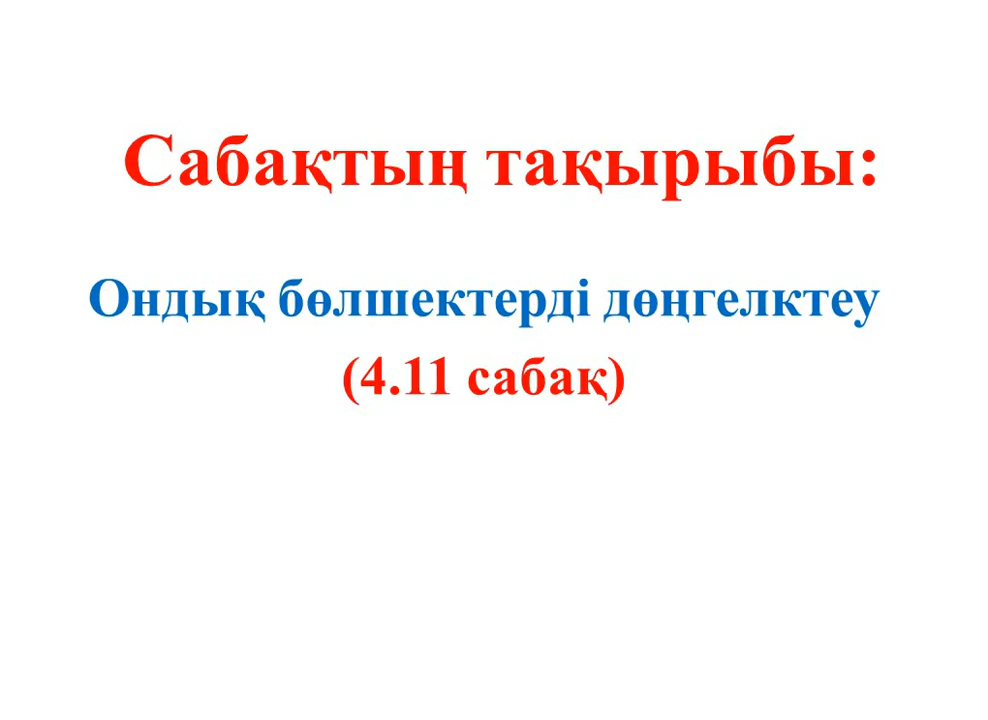 Сабақтың тақырыбы:
Ондық бөлшектерді дөңгелктеу
(4.11 сабақ)